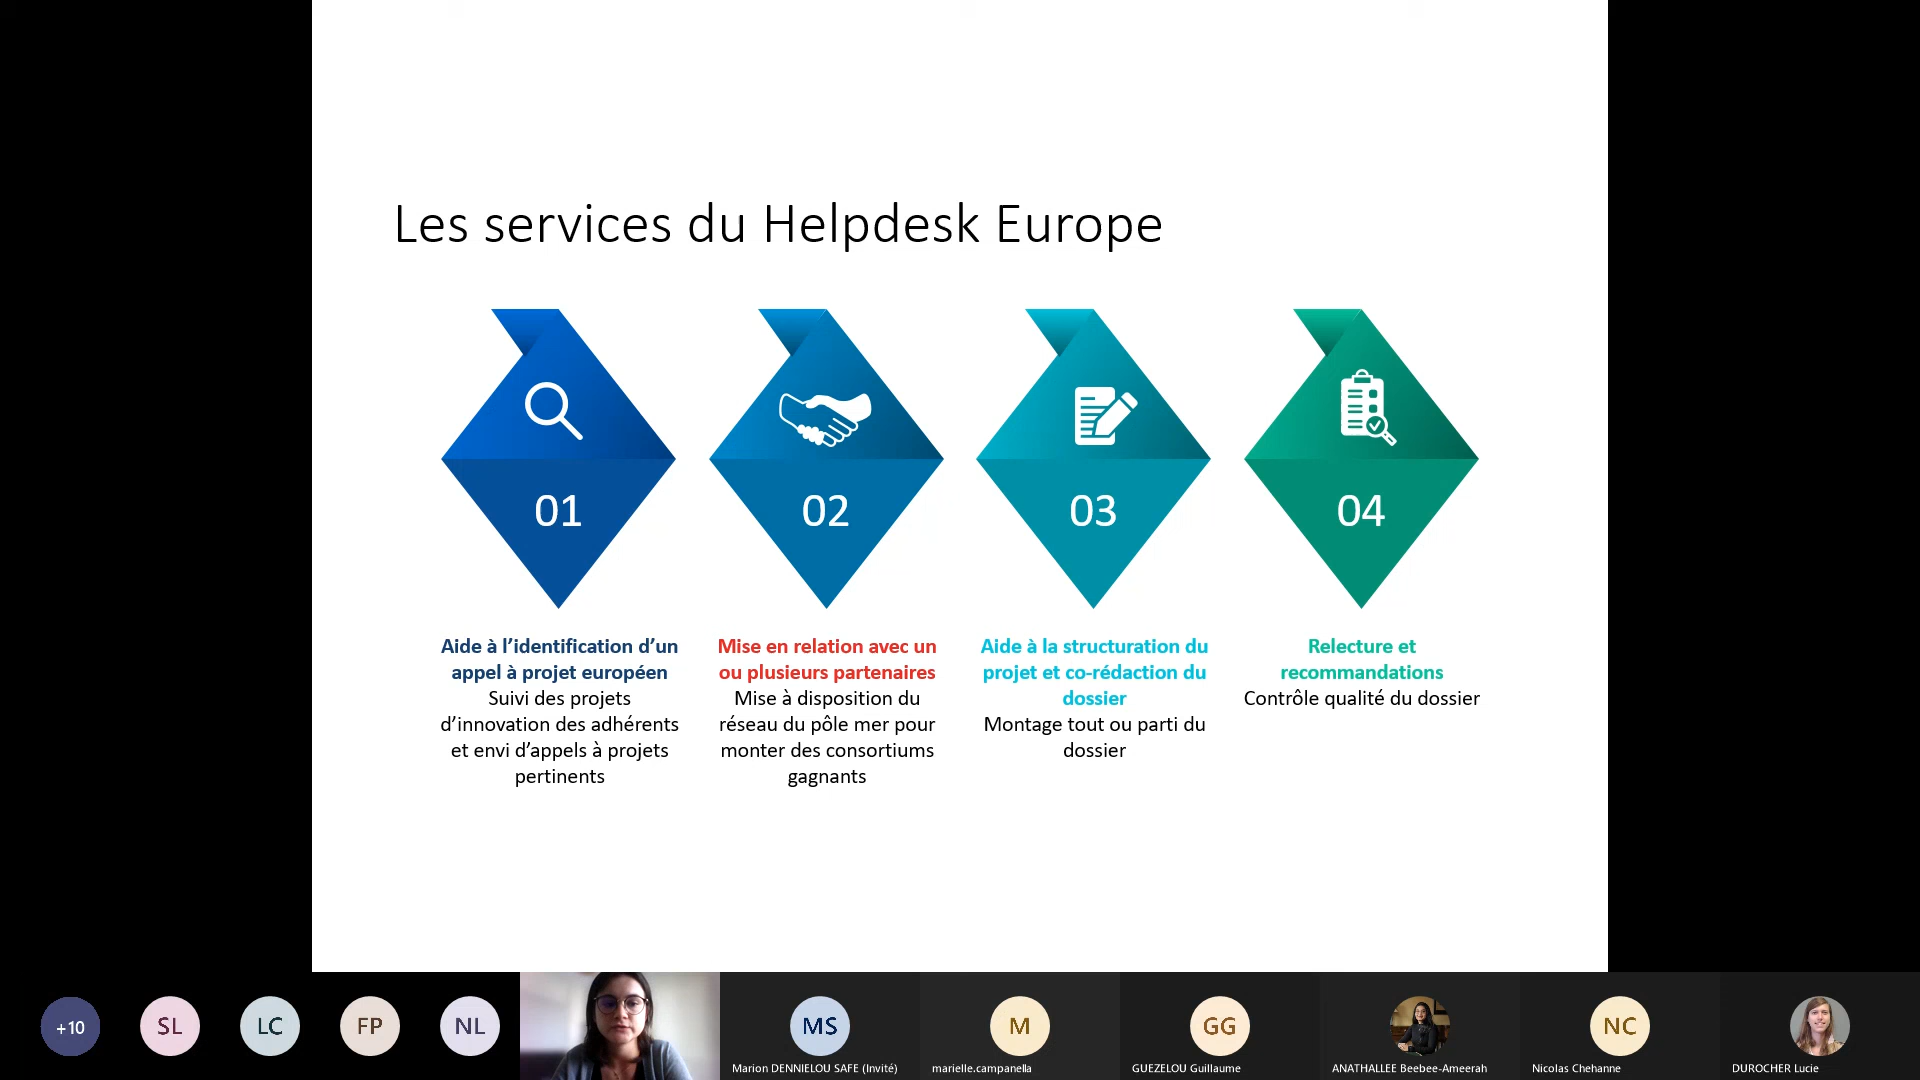 Les services du Helpdesk Europe
01
02
03
04
Aide à l’identification d’un
appel à projet européen
Suivi des projets
d’innovation des adhérents
et envi d’appels à projets
pertinents
Mise en relation avec un
ou plusieurs partenaires
Mise à disposition du
réseau du pôle mer pour
monter des consortiums
gagnants
Aide à la structuration du
projet et co-rédaction du
dossier
Montage tout ou parti du
dossier
Relecture et
recommandations
Contrôle qualité du dossier
+10
SL
LC
FP
NL
MS
Marion DENNIELOU SAFE (Invité)
M
marielle.campanella
GG
GUEZELOU Guillaume
ANATHALLEE Beebee-Ameerah
NC
Nicolas Chehanne
DUROCHER Lucie